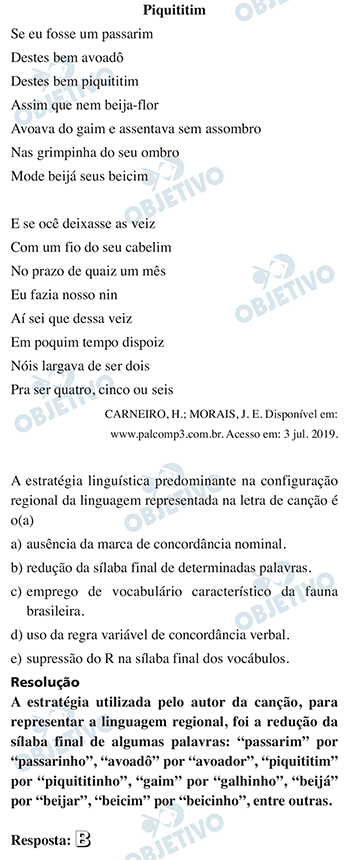 Piquititim
Se eu fosse um passarim
Destes bem avoadô
Destes bem piquititim
Assim que nem beija-flor
Avoava do gaim e assentava sem assombro
Nas grimpinha do seu ombro
Mode beijá seus beicim
E se ocê deixasse as veiz
Com um fio do seu cabelim
No prazo de quaiz um mês
Eu fazia nosso nin
Aí sei que dessa veiz
Em poquim tempo dispoiz
Nóis largava de ser dois
Pra ser quatro, cinco ou seis
CARNEIRO, H.; MORAIS, J. E. Disponível em:
www.palcomp3.com.br. Acesso em: 3 jul. 2019.
A estratégia linguística predominante na configuração
regional da linguagem representada na letra de canção é
o(a)
a) ausência da marca de concordância nominal.
b) redução da sílaba final de determinadas palavras.
c) emprego de vocabulário característico da fauna
brasileira.
d) uso da regra variável de concordância verbal.
e) supressão do R na sílaba final dos vocábulos.
Resolução
A estratégia utilizada pelo autor da canção, para
representar a linguagem regional, foi a redução da
sílaba final de algumas palavras: “passarim” por
“passarinho”, “avoadô” por “avoador”, “piquititim”
por “piquititinho”, “gaim” por “galhinho”, “beijá”
por “beijar”, “beicim” por “beicinho”, entre outras.
Resposta: B
OBJETIVO
OBJETIVO
OBJETIVO
OBJETIVO
OBJETIVO
OBJETIVO
OBJETIVO
OBJETIVO
OBJETIVO
OBJETIVO